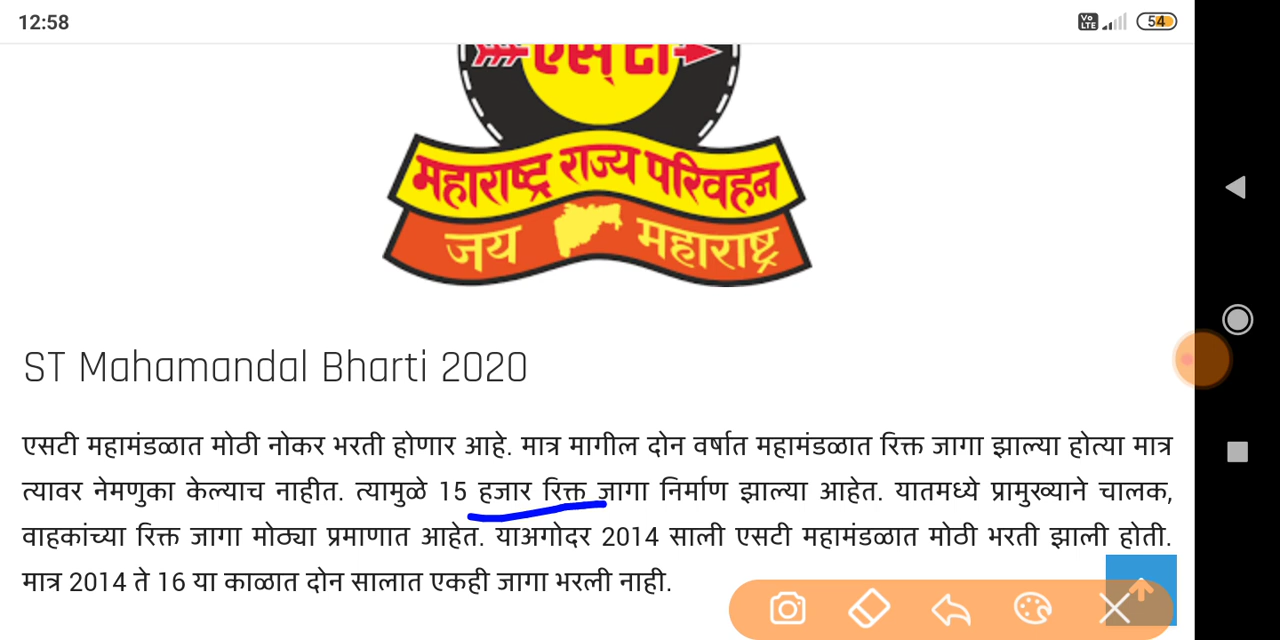 12:58
Vo
LTE
54
एस् टी
महाराष्ट्र राज्य परिवहन
जय महाराष्ट्र
ST Mahamandal Bharti 2020
एसटी महामंडळात मोठी नोकर भरती होणार आहे. मात्र मागील दोन वर्षात महामंडळात रिक्त जागा झाल्या होत्या मात्र
त्यावर नेमणुका केल्याच नाहीत. त्यामुळे 15 हजार रिक्त जागा निर्माण झाल्या आहेत. यातमध्ये प्रामुख्याने चालक,
वाहकांच्या रिक्त जागा मोठ्या प्रमाणात आहेत. याअगोदर 2014 साली एसटी महामंडळात मोठी भरती झाली होती.
मात्र 2014 ते 16 या काळात दोन सालात एकही जागा भरली नाही.